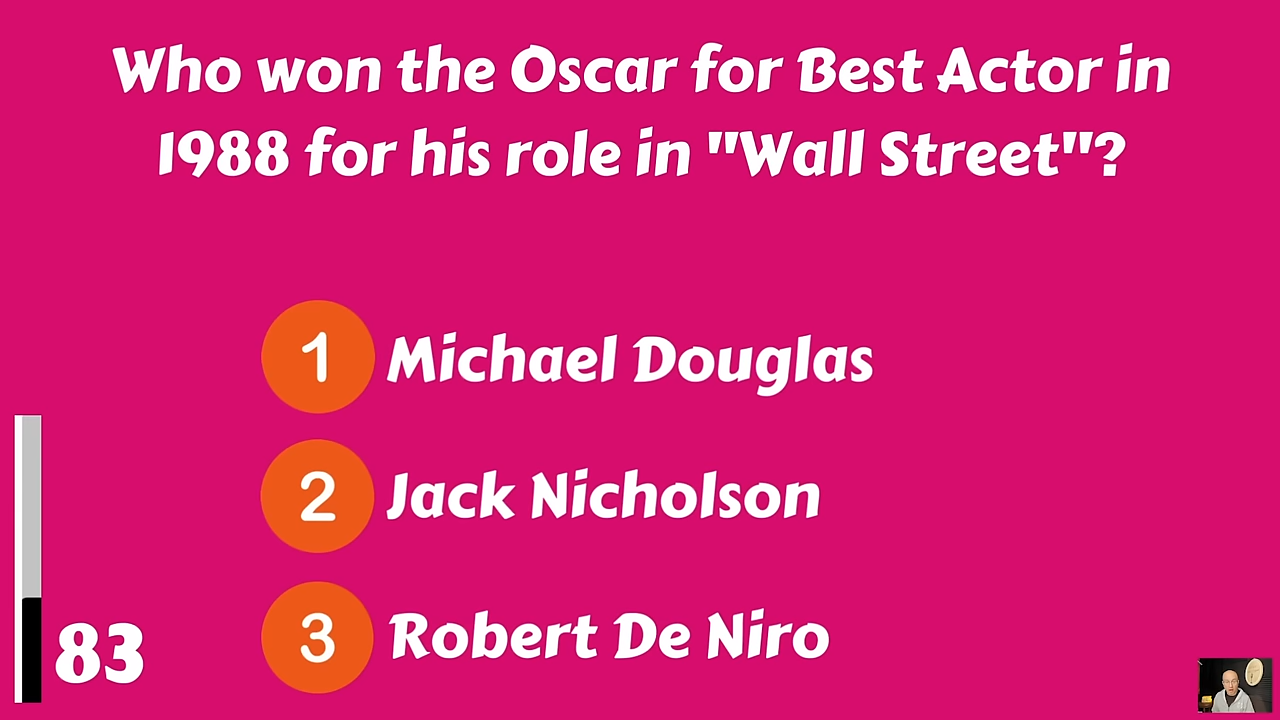 Who won the Oscar for Best Actor in
1988 for his role in "Wall Street"?
1 Michael Douglas
2 Jack Nicholson
3 Robert De Niro
83